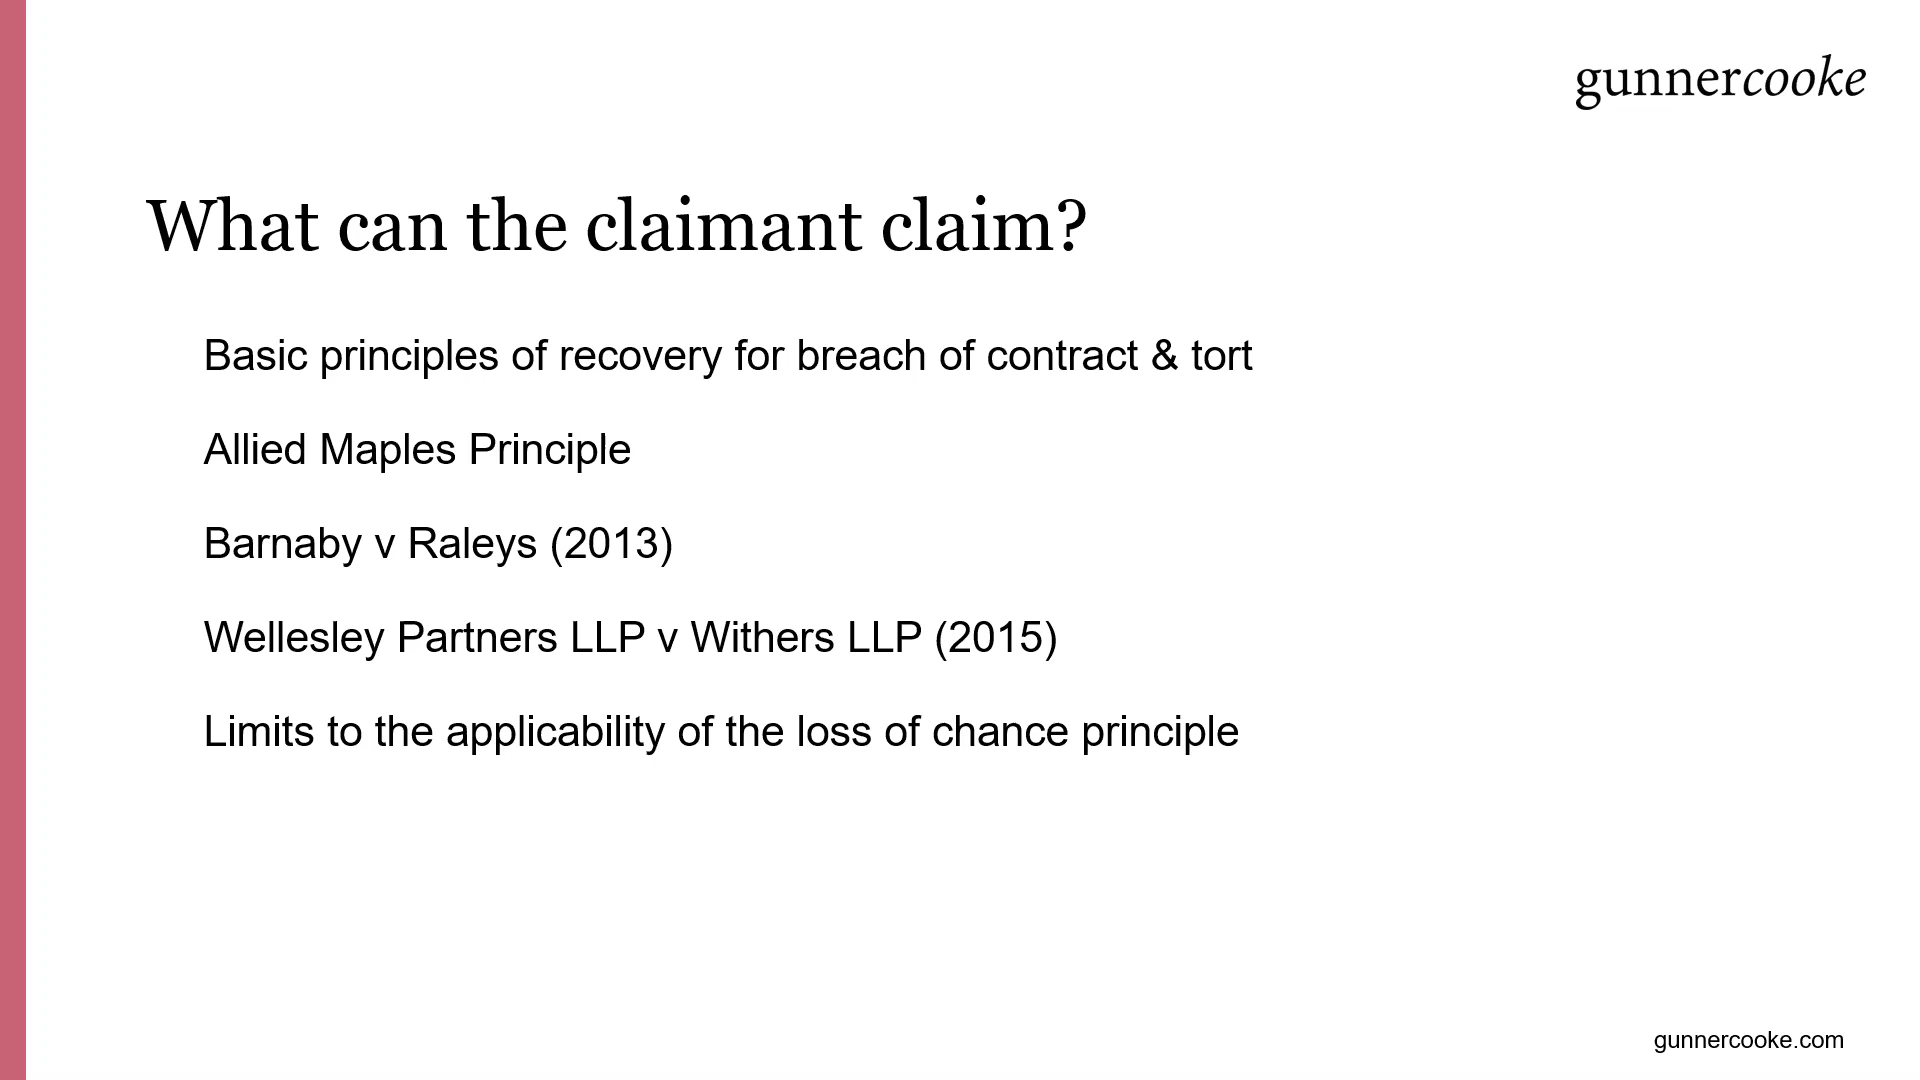 gunnercooke
What can the claimant claim?
Basic principles of recovery for breach of contract & tort
Allied Maples Principle
Barnaby v Raleys (2013)
Wellesley Partners LLP v Withers LLP (2015)
Limits to the applicability of the loss of chance principle
gunnercooke.com